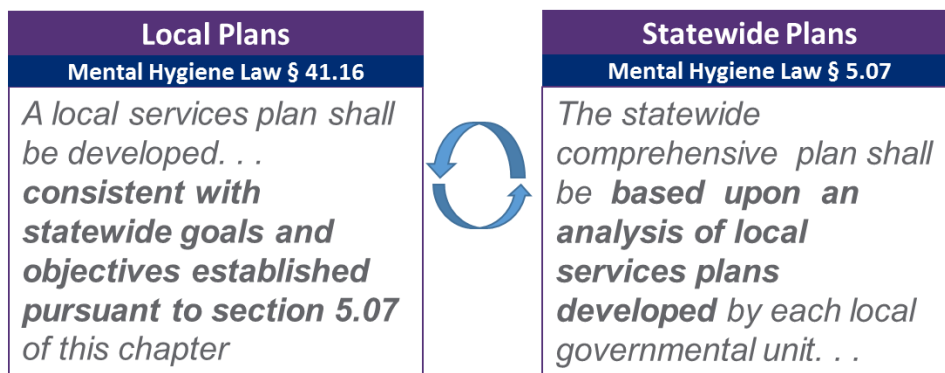 Local Plans
Mental Hygiene Law § 41.16
A local services plan shall
be developed. . .
consistent with
statewide goals and
objectives established
pursuant to section 5.07
of this chapter
Statewide Plans
Mental Hygiene Law § 5.07
The statewide
comprehensive plan shall
be based upon an
analysis of local
services plans
developed by each local
governmental unit. . .